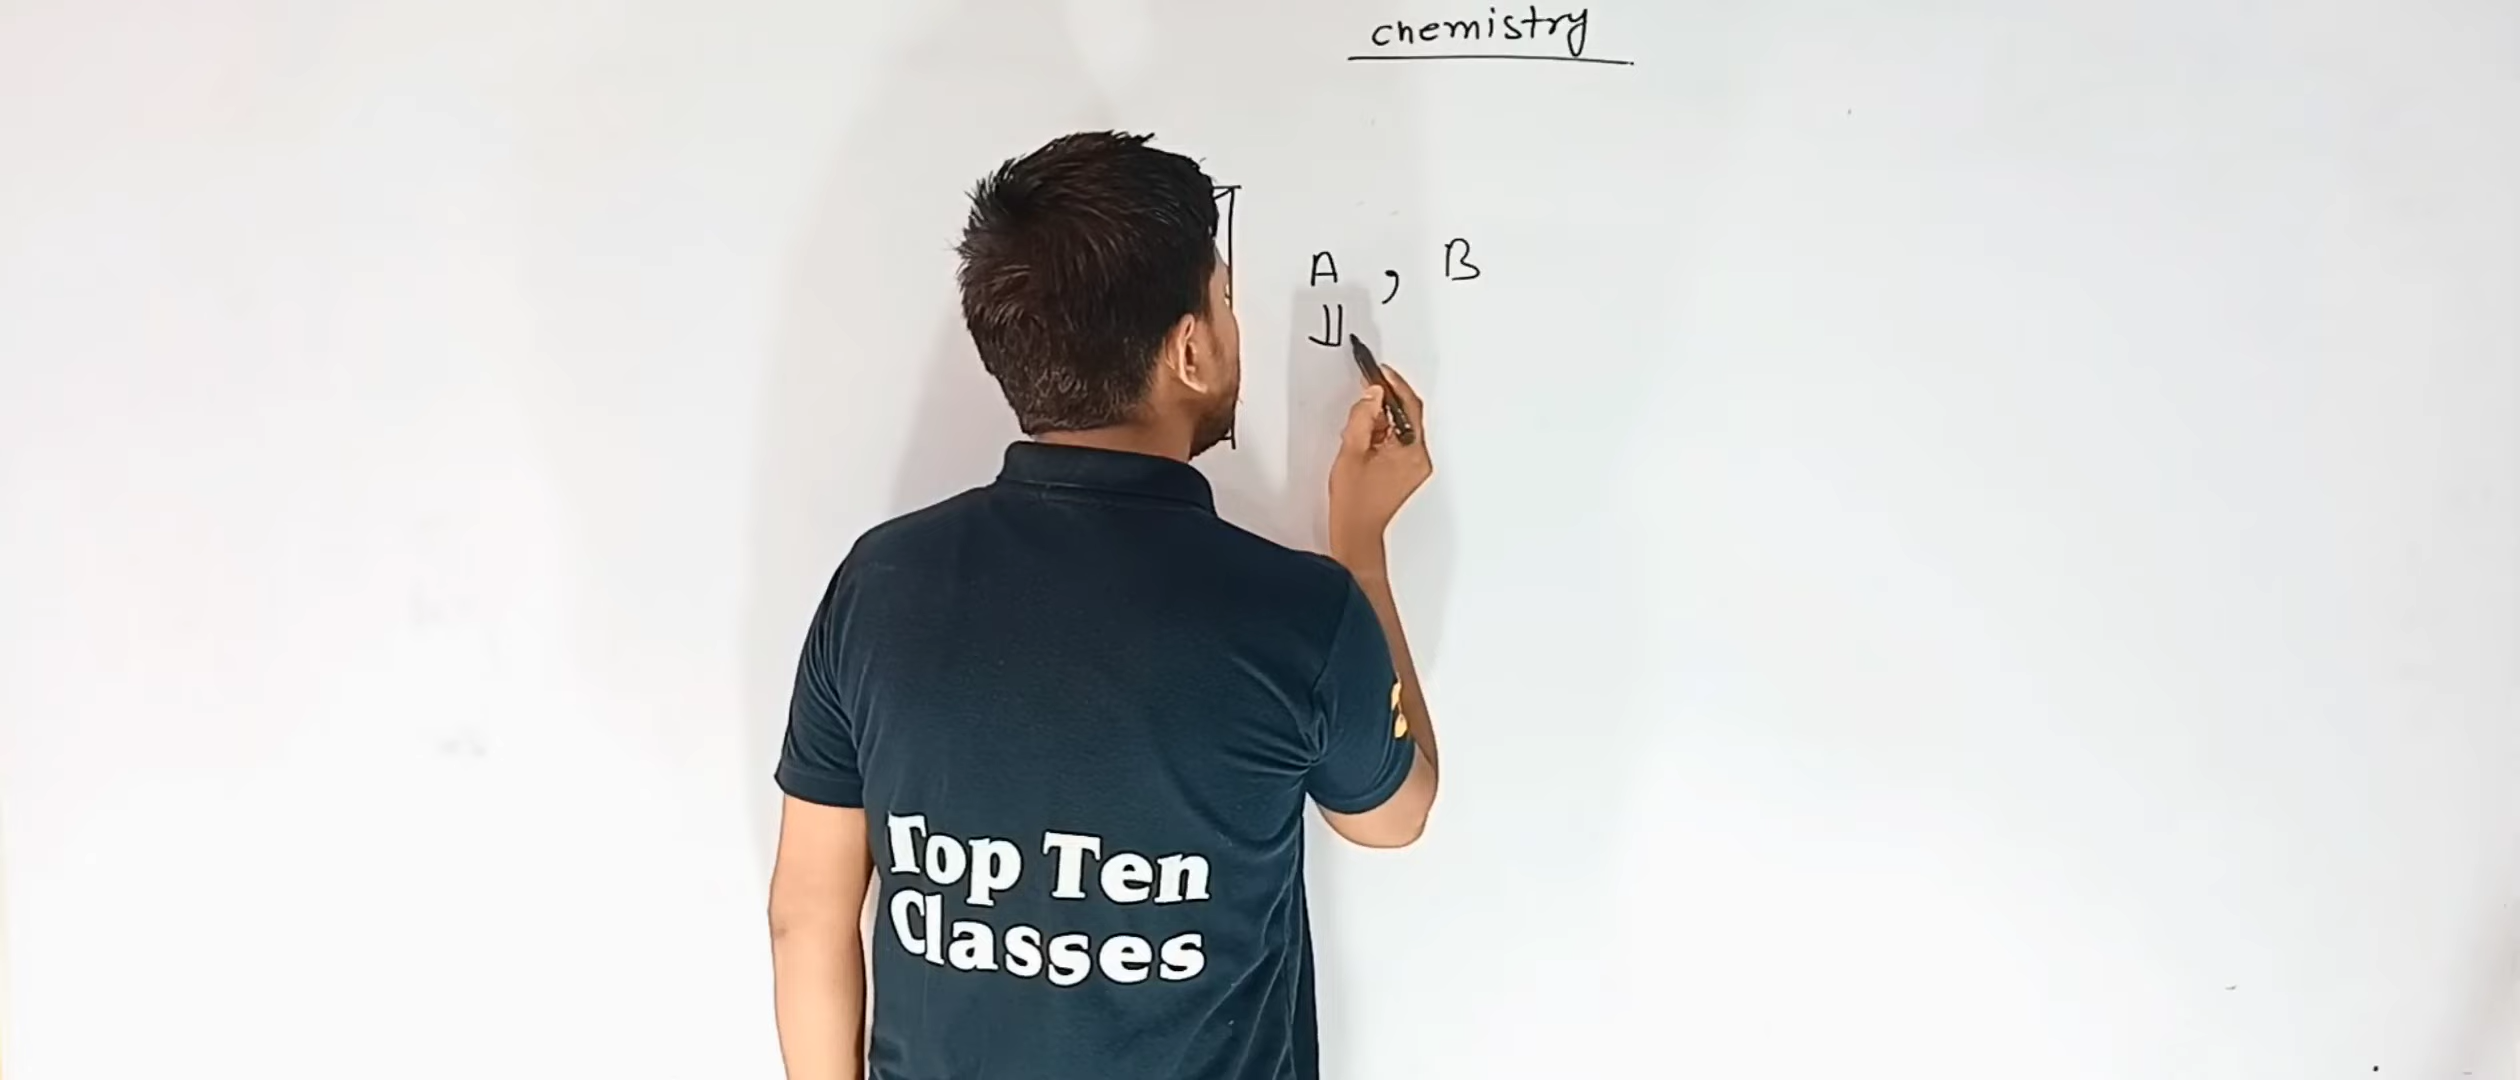 chemistry
A , B
Top Ten
Classes